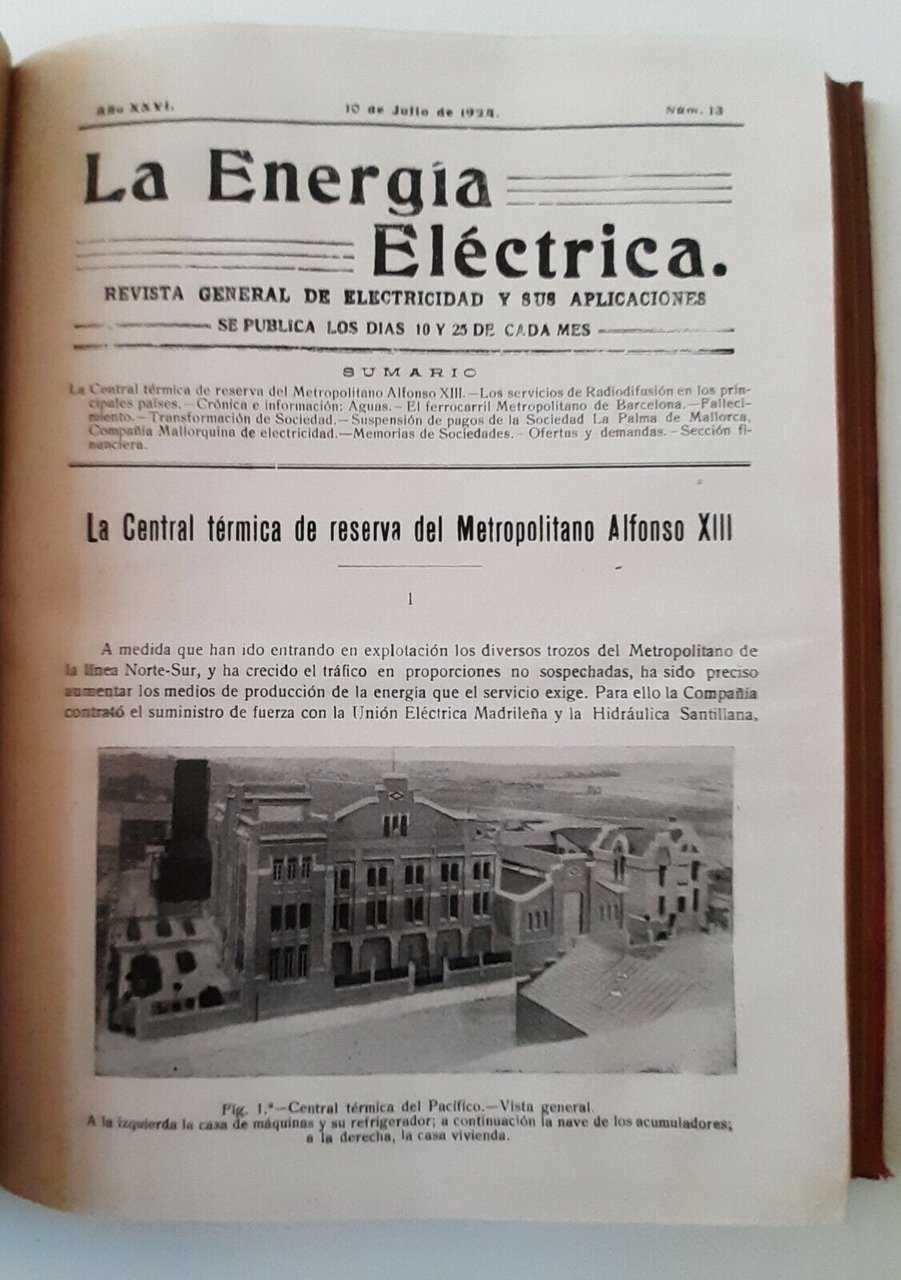 Año XXVI. 10 de Julio de 1924. Núm. 13
La Energía
Eléctrica.
REVISTA GENERAL DE ELECTRICIDAD Y SUS APLICACIONES
SE PUBLICA LOS DIAS 10 Y 25 DE CADA MES
SUMARIO
La Central térmica de reserva del Metropolitano Alfonso XIII.—Los servicios de Radiodifusión en los prin-
cipales países.—Crónica e información: Aguas.-El ferrocarril Metropolitano de Barcelona.—Falleci-
miento.—Transformación de Sociedad.—Suspensión de pagos de la Sociedad La Palma de Mallorca,
Compañía Mallorquina de electricidad.—Memorias de Sociedades.-Ofertas y demandas.-Sección fi-
nanciera.
La Central térmica de reserva del Metropolitano Alfonso XIII
I
A medida que han ido entrando en explotación los diversos trozos del Metropolitano de
la línea Norte-Sur, y ha crecido el tráfico en proporciones no sospechadas, ha sido preciso
aumentar los medios de producción de la energía que el servicio exige. Para ello la Compañía
contrató el suministro de fuerza con la Unión Eléctrica Madrileña y la Hidráulica Santillana,
Fig. 1.ª—Central térmica del Pacífico.—Vista general.
A la izquierda la casa de máquinas y su refrigerador; a continuación la nave de los acumuladores;
a la derecha, la casa vivienda.